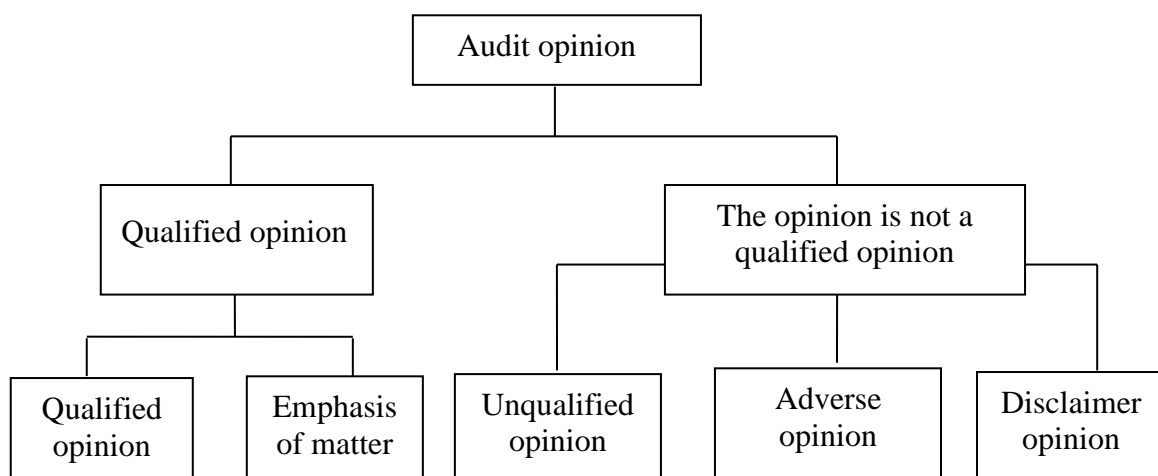 Audit opinion
Qualified opinion
The opinion is not a
qualified opinion
Qualified
opinion
Emphasis
of matter
Unqualified
opinion
Adverse
opinion
Disclaimer
opinion